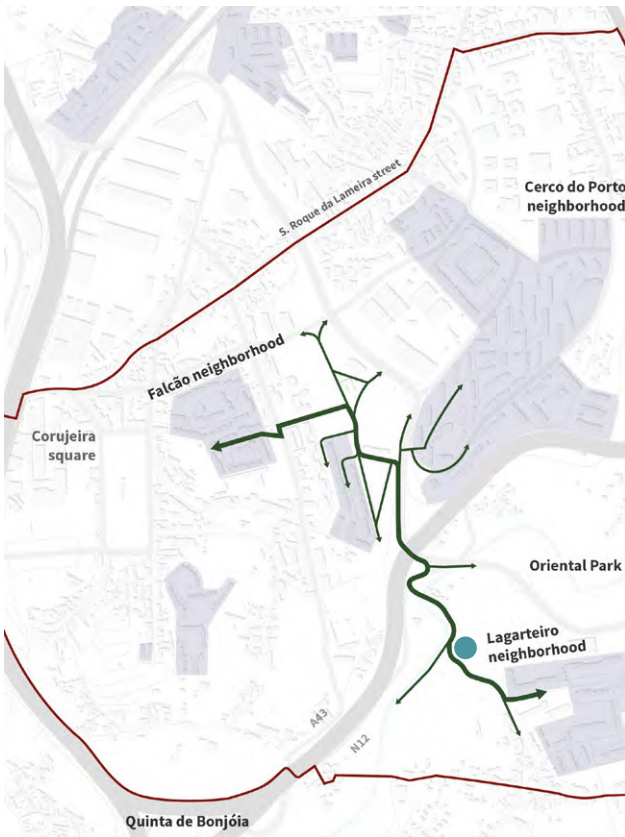 Cerco do Porto
neighborhood
S. Roque da Lameira street
Falcão neighborhood
Corujeira
square
Oriental Park
Lagarteiro
neighborhood
A43
N12
Quinta de Bonjóia